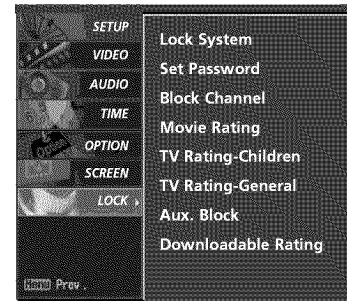 SETUP
VIDEO
AUDIO
TIME
OPTION
SCREEN
LOCK
Menu Prev.
Lock System
Set Password
Block Channel
Movie Rating
TV Rating-Children
TV Rating-General
Aux. Block
Downloadable Rating